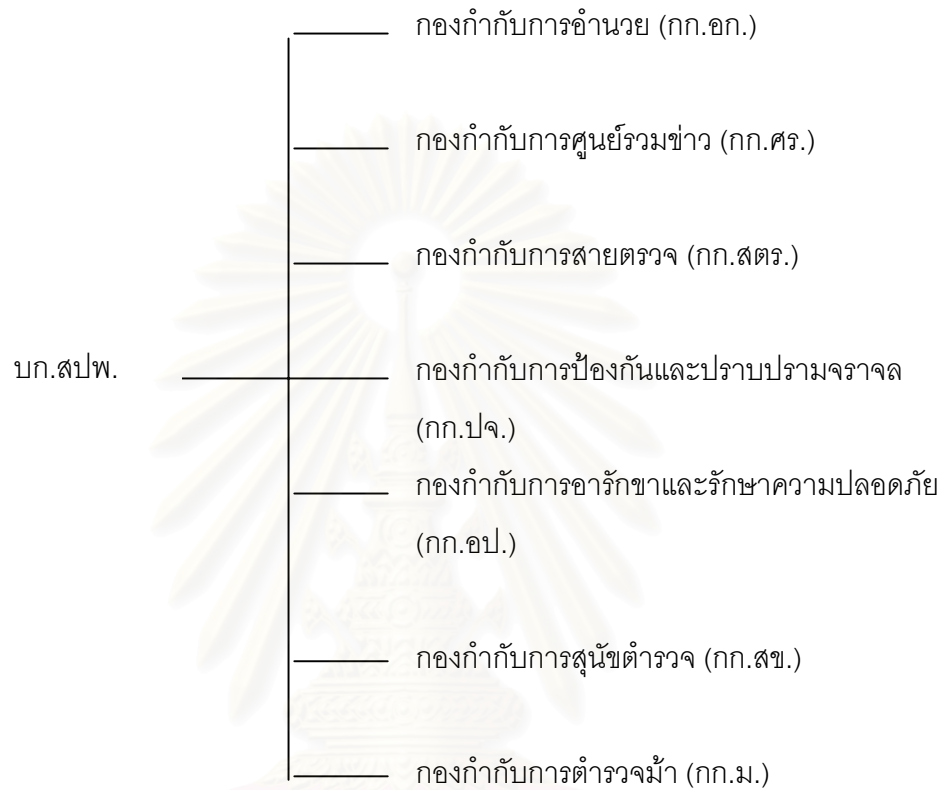 กองกำกับการอำนวย (กก.อก.)
กองกำกับการศูนย์รวมข่าว (กก.ศร.)
กองกำกับการสายตรวจ (กก.สตร.)
บก.สปพ.
กองกำกับการป้องกันและปราบปรามจราจล
(กก.ปจ.)
กองกำกับการอารักขาและรักษาความปลอดภัย
(กก.อป.)
กองกำกับการสุนัขตำรวจ (กก.สข.)
กองกำกับการตำรวจม้า (กก.ม.)